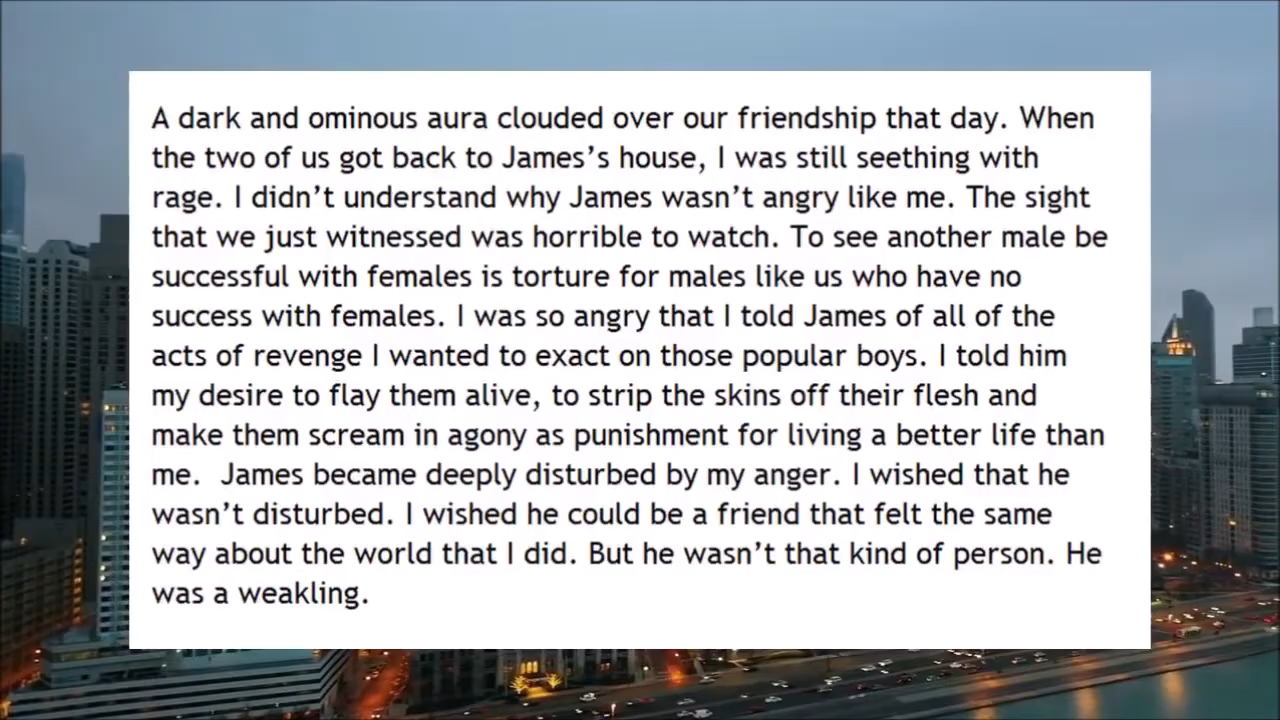 A dark and ominous aura clouded over our friendship that day. When
the two of us got back to James’s house, I was still seething with
rage. I didn’t understand why James wasn’t angry like me. The sight
that we just witnessed was horrible to watch. To see another male be
successful with females is torture for males like us who have no
success with females. I was so angry that I told James of all of the
acts of revenge I wanted to exact on those popular boys. I told him
my desire to flay them alive, to strip the skins off their flesh and
make them scream in agony as punishment for living a better life than
me.  James became deeply disturbed by my anger. I wished that he
wasn’t disturbed. I wished he could be a friend that felt the same
way about the world that I did. But he wasn’t that kind of person. He
was a weakling.